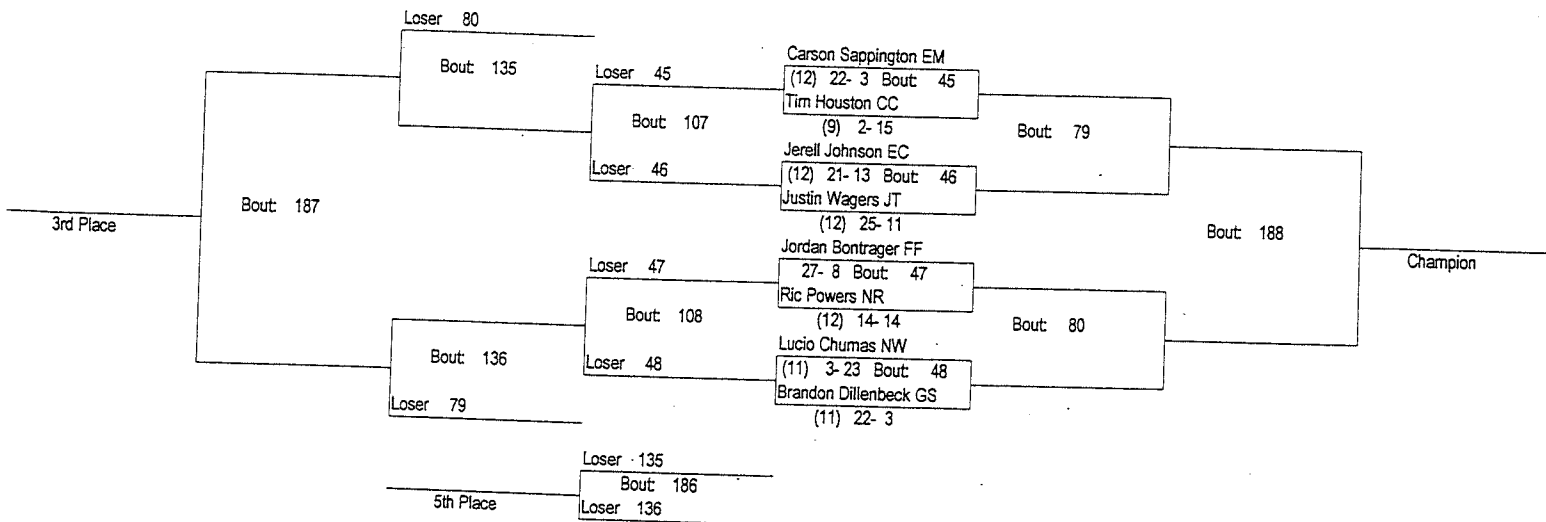 Loser 80
Bout: 135
Loser 45
Bout: 107
Loser 46
Bout: 187
3rd Place
Loser 47
Bout: 108
Loser 48
Bout: 136
Loser 79
Loser 135
Bout: 186
Loser 136
5th Place
Carson Sappington EM
(12) 22- 3 Bout: 45
Tim Houston CC
(9) 2- 15
Jerell Johnson EC
(12) 21- 13 Bout: 46
Justin Wagers JT
(12) 25- 11
Jordan Bontrager FF
27- 8 Bout: 47
Ric Powers NR
(12) 14- 14
Lucio Chumas NW
(11) 3- 23 Bout: 48
Brandon Dillenbeck GS
(11) 22- 3
Bout: 79
Bout: 80
Bout: 188
Champion